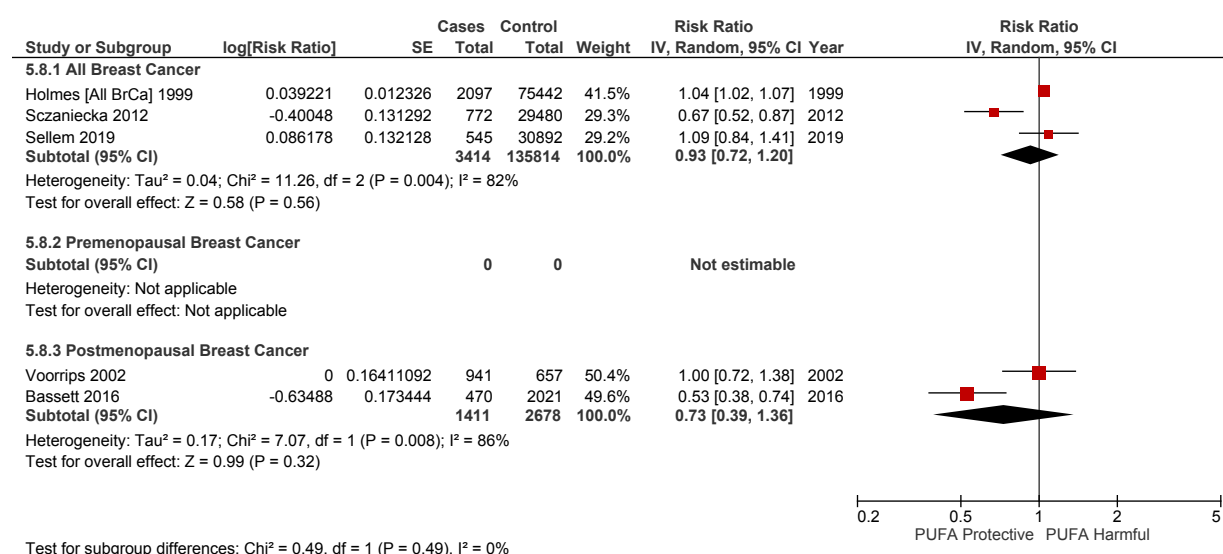 Cases Control Risk Ratio Risk Ratio
Study or Subgroup log[Risk Ratio] SE Total Total Weight IV, Random, 95% CI Year IV, Random, 95% CI
5.8.1 All Breast Cancer
Holmes [All BrCa] 1999 0.039221 0.012326 2097 75442 41.5% 1.04 [1.02, 1.07] 1999
Sczaniecka 2012 -0.40048 0.131292 772 29480 29.3% 0.67 [0.52, 0.87] 2012
Sellem 2019 0.086178 0.132128 545 30892 29.2% 1.09 [0.84, 1.41] 2019
Subtotal (95% CI) 3414 135814 100.0% 0.93 [0.72, 1.20]
Heterogeneity: Tau² = 0.04; Chi² = 11.26, df = 2 (P = 0.004); I² = 82%
Test for overall effect: Z = 0.58 (P = 0.56)
5.8.2 Premenopausal Breast Cancer
Subtotal (95% CI) 0 0 Not estimable
Heterogeneity: Not applicable
Test for overall effect: Not applicable
5.8.3 Postmenopausal Breast Cancer
Voorrips 2002 0 0.16411092 941 657 50.4% 1.00 [0.72, 1.38] 2002
Bassett 2016 -0.63488 0.173444 470 2021 49.6% 0.53 [0.38, 0.74] 2016
Subtotal (95% CI) 1411 2678 100.0% 0.73 [0.39, 1.36]
Heterogeneity: Tau² = 0.17; Chi² = 7.07, df = 1 (P = 0.008); I² = 86%
Test for overall effect: Z = 0.99 (P = 0.32)
0.2 0.5 1 2 5
PUFA Protective PUFA Harmful
Test for subgroup differences: Chi² = 0.49, df = 1 (P = 0.49), I² = 0%